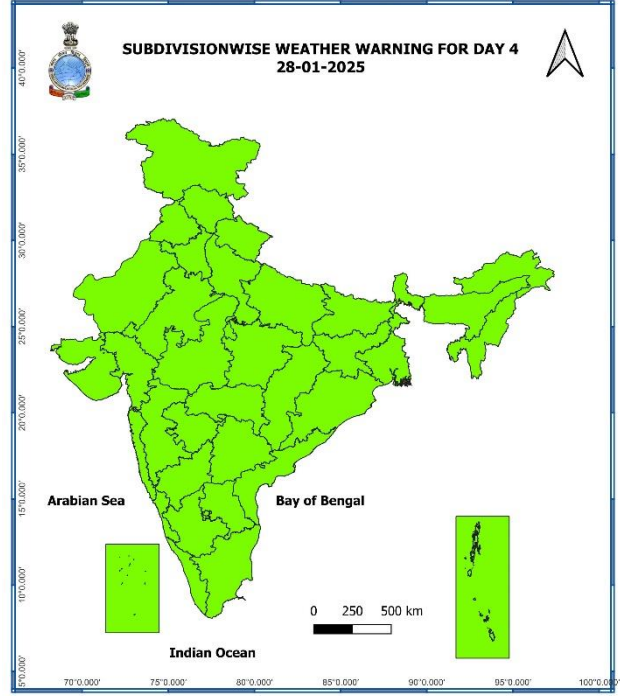 SUBDIVISIONWISE WEATHER WARNING FOR DAY 4
28-01-2025
40°0.000'
35°0.000'
30°0.000'
25°0.000'
20°0.000'
15°0.000'
10°0.000'
5°0.000'
Arabian Sea
Bay of Bengal
0 250 500 km
Indian Ocean
70°0.000' 75°0.000' 80°0.000' 85°0.000' 90°0.000' 95°0.000' 100°0.000'